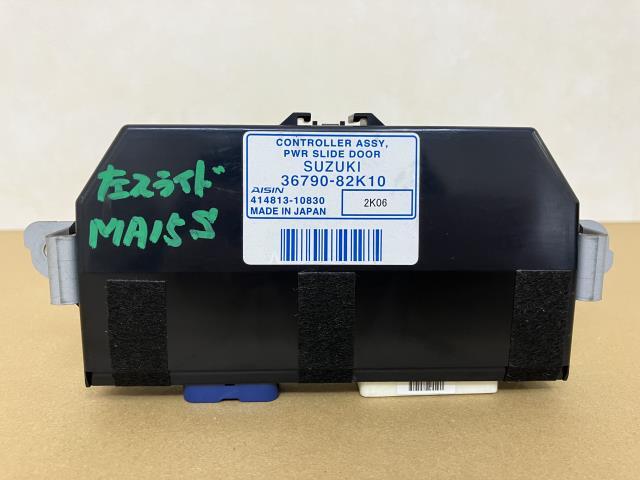 左スライド
MA15S
CONTROLLER ASSY,
PWR SLIDE DOOR
SUZUKI
36790-82K10
AISIN
414813-10830
MADE IN JAPAN
2K06